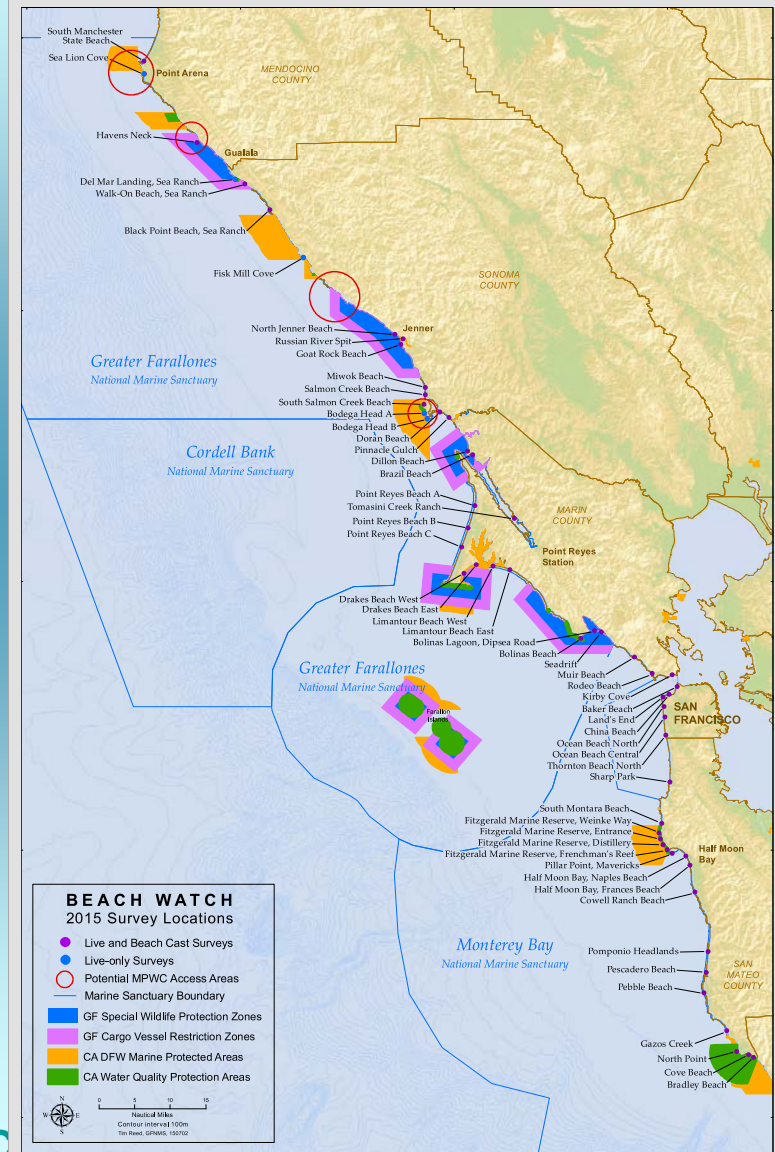 South Manchester
State Beach
Sea Lion Cove
Point Arena
MENDOCINO
COUNTY
Havens Neck
Gualala
Del Mar Landing, Sea Ranch
Walk-On Beach, Sea Ranch
Black Point Beach, Sea Ranch
Fisk Mill Cove
SONOMA
COUNTY
North Jenner Beach
Jenner
Russian River Spit
Goat Rock Beach
Greater Farallones
National Marine Sanctuary
Miwok Beach
Salmon Creek Beach
South Salmon Creek Beach
Bodega Head A
Bodega Head B
Doran Beach
Pinnacle Gulch
Dillon Beach
Brazil Beach
Cordell Bank
National Marine Sanctuary
Point Reyes Beach A
Tomasini Creek Ranch
Point Reyes Beach B
Point Reyes Beach C
MARIN
COUNTY
Point Reyes
Station
Drakes Beach West
Drakes Beach East
Limantour Beach West
Limantour Beach East
Bolinas Lagoon, Dipsea Road
Bolinas Beach
Seadrift
Muir Beach
Rodeo Beach
Kirby Cove
Baker Beach
Land's End
China Beach
Ocean Beach North
Ocean Beach Central
Thornton Beach North
Sharp Park
SAN
FRANCISCO
Greater Farallones
National Marine Sanctuary
Farallon
Islands
South Montara Beach
Fitzgerald Marine Reserve, Weinke Way
Fitzgerald Marine Reserve, Entrance
Fitzgerald Marine Reserve, Distillery
Fitzgerald Marine Reserve, Frenchman's Reef
Pillar Point, Mavericks
Half Moon Bay, Naples Beach
Half Moon Bay, Frances Beach
Cowell Ranch Beach
Half Moon
Bay
Monterey Bay
National Marine Sanctuary
Pomponio Headlands
Pescadero Beach
Pebble Beach
SAN
MATEO
COUNTY
Gazos Creek
North Point
Cove Beach
Bradley Beach
BEACH WATCH
2015 Survey Locations
Live and Beach Cast Surveys
Live-only Surveys
Potential MPWC Access Areas
Marine Sanctuary Boundary
GF Special Wildlife Protection Zones
GF Cargo Vessel Restriction Zones
CA DFW Marine Protected Areas
CA Water Quality Protection Areas
N
W E
S
0 5 10 15
Nautical Miles
Contour interval 100m
Tim Reed, GFNMS, 150702